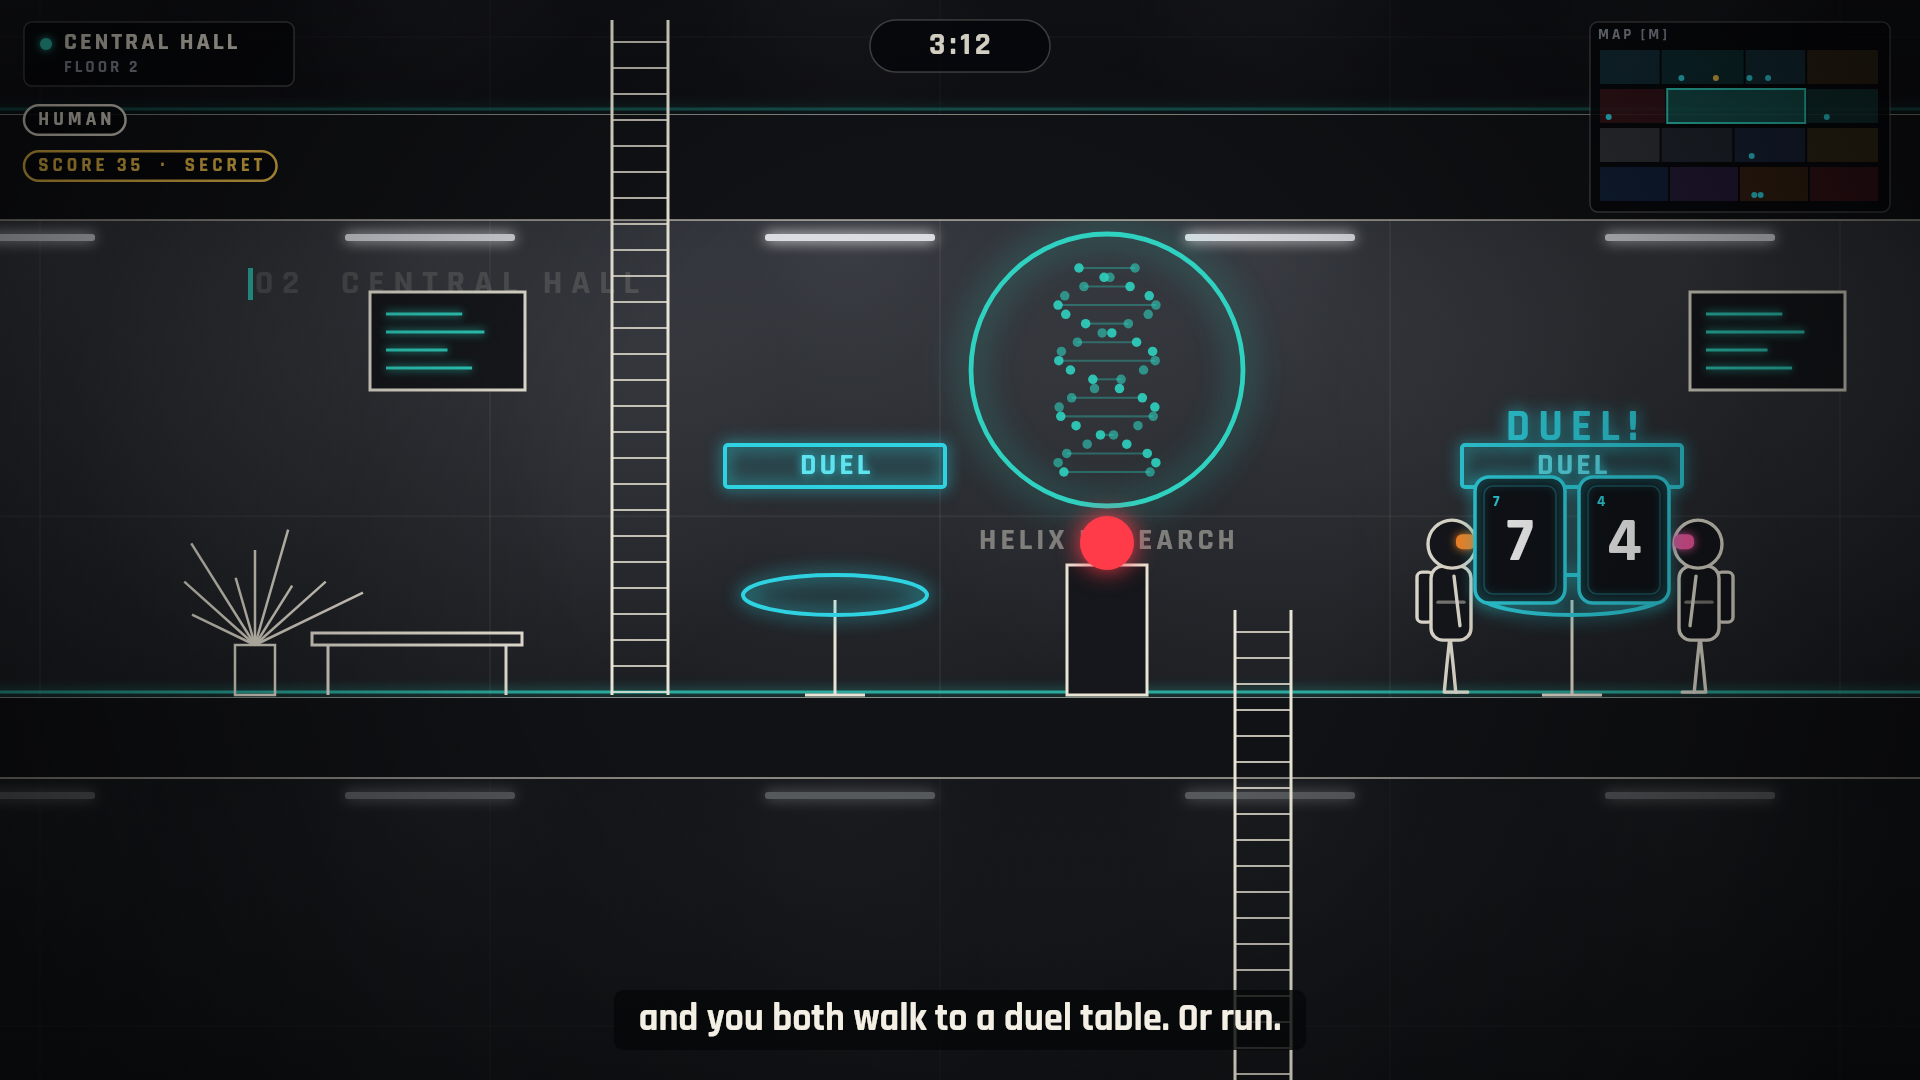 CENTRAL HALL
FLOOR 2
HUMAN
SCORE 35 · SECRET
3:12
MAP [M]
02 CENTRAL HALL
DUEL
HELIX EARCH
DUEL!
DUEL
7
7
4
4
and you both walk to a duel table. Or run.